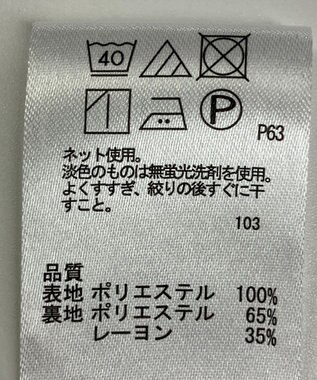 40
P
P63
ネット使用。
淡色のものは無蛍光洗剤を使用。
よくすすぎ、絞りの後すぐに干
すこと。
103
品質
表地 ポリエステル 100%
裏地 ポリエステル 65%
レーヨン 35%